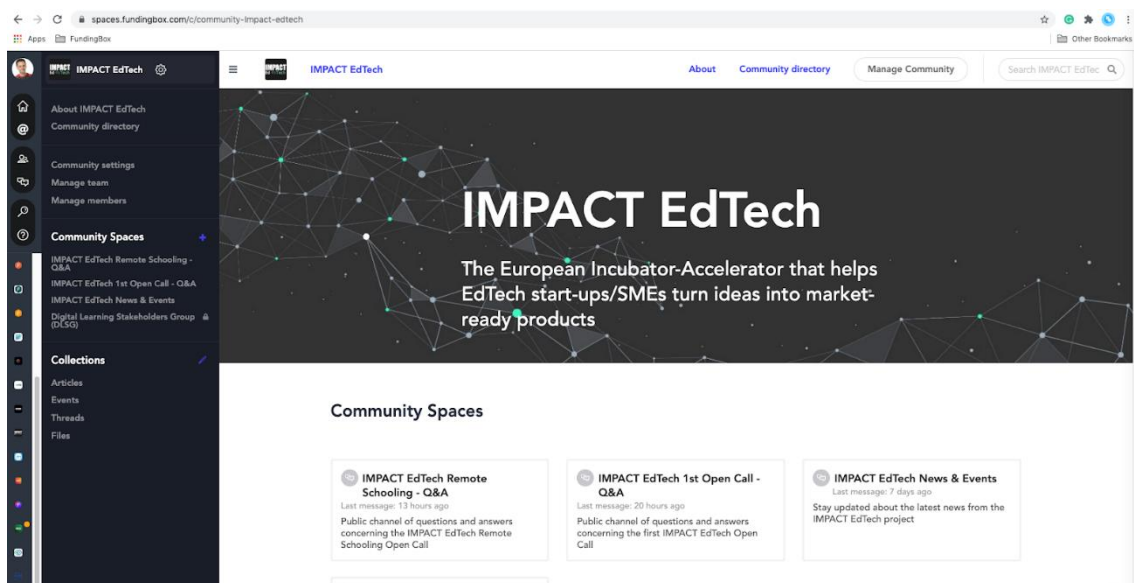 spaces.fundingbox.com/c/community-impact-edtech
Apps FundingBox Other Bookmarks
IMPACT EdTech
IMPACT EdTech
About Community directory Manage Community Search IMPACT EdTec
About IMPACT EdTech
Community directory
Community settings
Manage team
Manage members
Community Spaces +
IMPACT EdTech Remote Schooling -
Q&A
IMPACT EdTech 1st Open Call - Q&A
IMPACT EdTech News & Events
Digital Learning Stakeholders Group
(DLSG)
Collections
Articles
Events
Threads
Files
IMPACT EdTech
The European Incubator-Accelerator that helps
EdTech start-ups/SMEs turn ideas into market-
ready products
Community Spaces
IMPACT EdTech Remote
Schooling - Q&A
Last message: 13 hours ago
Public channel of questions and answers
concerning the IMPACT EdTech Remote
Schooling Open Call
IMPACT EdTech 1st Open Call -
Q&A
Last message: 20 hours ago
Public channel of questions and answers
concerning the first IMPACT EdTech Open
Call
IMPACT EdTech News & Events
Last message: 7 days ago
Stay updated about the latest news from the
IMPACT EdTech project